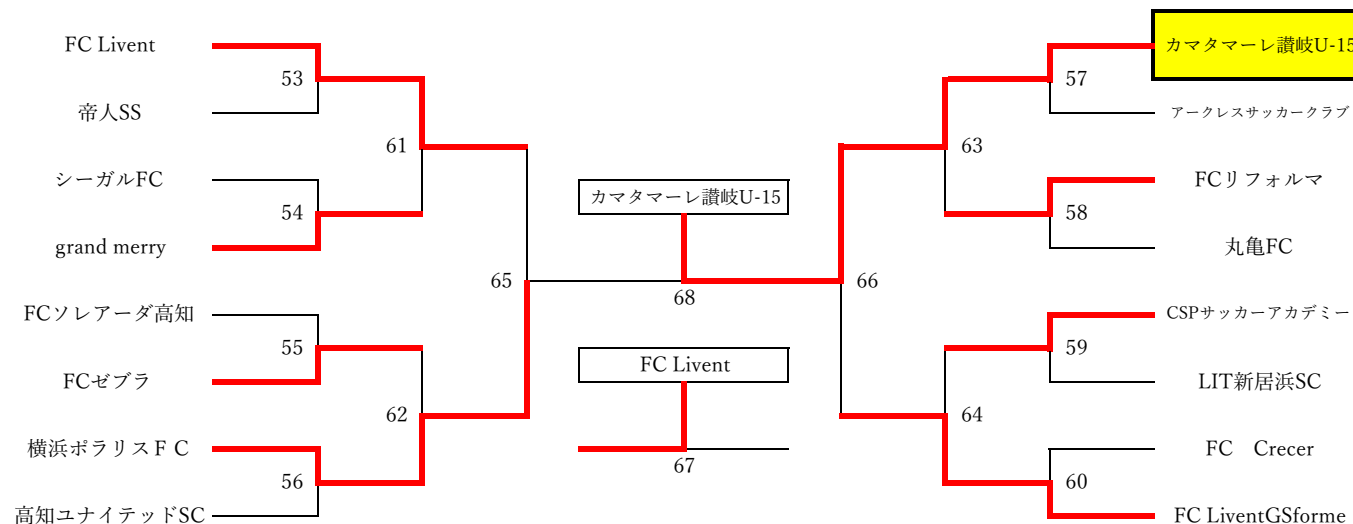 FC Livent
53
帝人SS
61
シーガルFC
54
grand merry
65
FCソレアーダ高知
55
FCゼブラ
62
横浜ポラリスＦＣ
56
高知ユナイテッドSC
カマタマーレ讃岐U-15
68
FC Livent
67
カマタマーレ讃岐U-15
57
アークレスサッカークラブ
63
FCリフォルマ
58
丸亀FC
66
CSPサッカーアカデミー
59
LIT新居浜SC
64
FC　Crecer
60
FC LiventGSforme